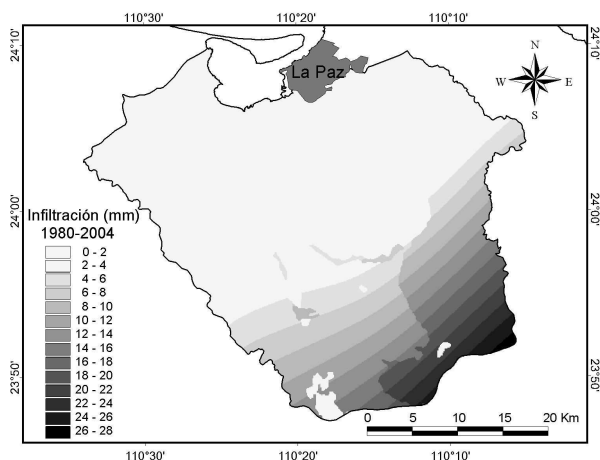 110°30' 110°20' 110°10'
24°10' 24°10'
La Paz
N
W E
S
24°00' 24°00'
Infiltración (mm)
1980-2004
0 - 2
2 - 4
4 - 6
6 - 8
8 - 10
10 - 12
12 - 14
14 - 16
16 - 18
18 - 20
20 - 22
22 - 24
24 - 26
26 - 28
23°50' 23°50'
0 5 10 15 20 Km
110°30' 110°20' 110°10'